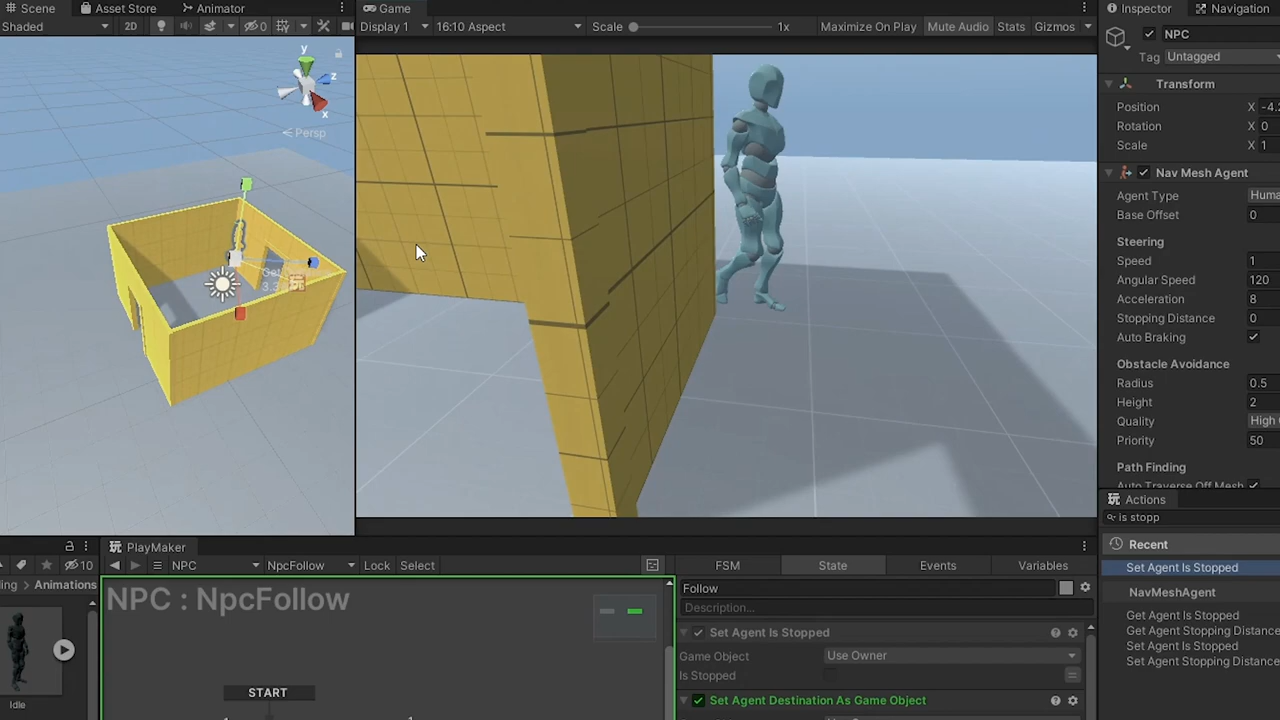 Scene
Asset Store
Animator
Game
Inspector
Navigation
Shaded
2D
0
Display 1
16:10 Aspect
Scale
1x
Maximize On Play
Mute Audio
Stats
Gizmos
NPC
Tag Untagged
Transform
Position X -4.2
Rotation X 0
Scale X 1
y
z
x
Persp
Nav Mesh Agent
Agent Type Huma
Base Offset 0
Steering
Speed 1
Angular Speed 120
Acceleration 8
Stopping Distance 0
Auto Braking
Obstacle Avoidance
Radius 0.5
Height 2
Quality High
Priority 50
Path Finding
Auto Traverse Off Mesh
Actions
is stopp
Recent
Set Agent Is Stopped
NavMeshAgent
Get Agent Is Stopped
Get Agent Stopping Distance
Set Agent Is Stopped
Set Agent Stopping Distance
PlayMaker
10
NPC
NpcFollow
Lock
Select
FSM
State
Events
Variables
ing
Animations
Idle
NPC : NpcFollow
START
Follow
Description...
Set Agent Is Stopped
Game Object Use Owner
Is Stopped
Set Agent Destination As Game Object